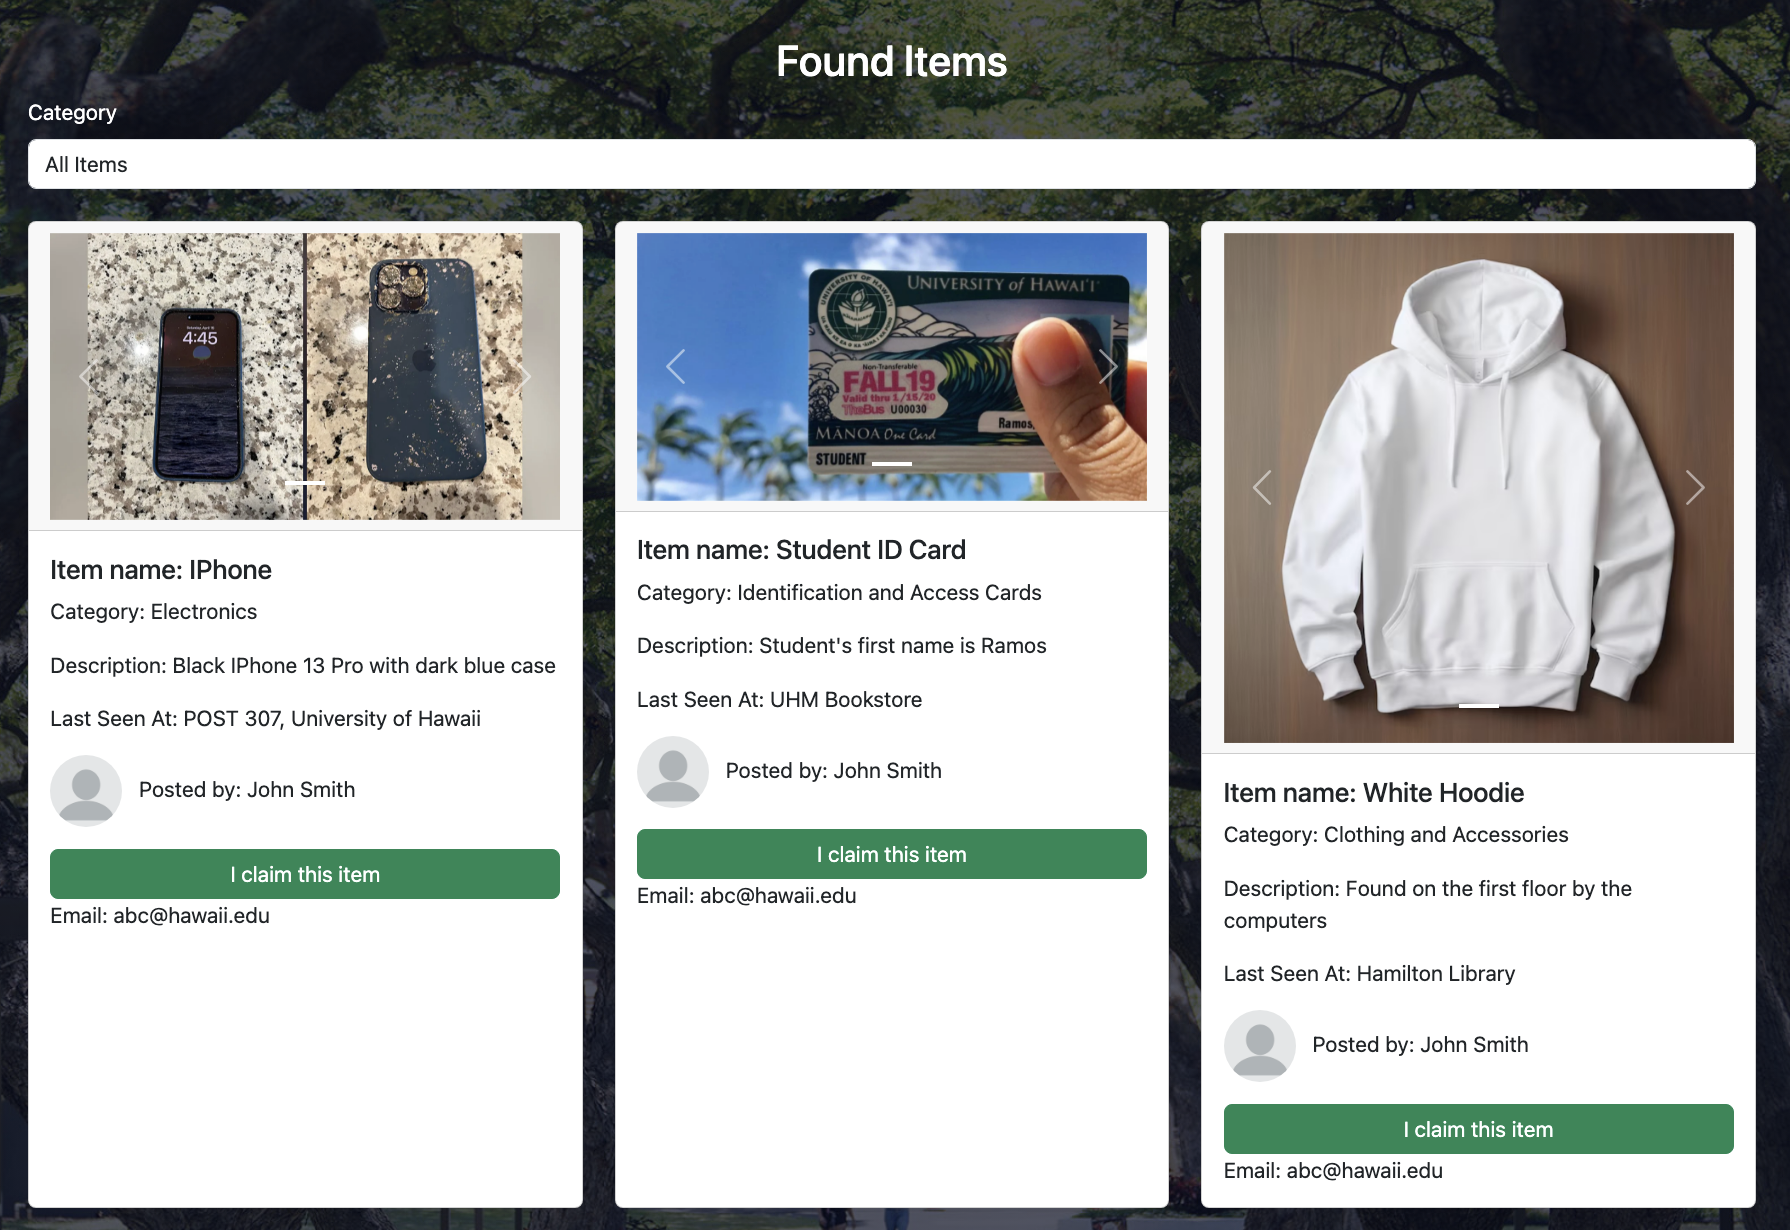 Found Items
Category
All Items
4:45
Item name: IPhone
Category: Electronics
Description: Black IPhone 13 Pro with dark blue case
Last Seen At: POST 307, University of Hawaii
Posted by: John Smith
I claim this item
Email: abc@hawaii.edu
UNIVERSITY of HAWAI'I
UNIVERSITY OF HAWAI'I
Non-Transferable
FALL19
Valid thru 1/15/20
TheBus U00030
Ramos,
MĀNOA One Card
STUDENT
Item name: Student ID Card
Category: Identification and Access Cards
Description: Student's first name is Ramos
Last Seen At: UHM Bookstore
Posted by: John Smith
I claim this item
Email: abc@hawaii.edu
Item name: White Hoodie
Category: Clothing and Accessories
Description: Found on the first floor by the
computers
Last Seen At: Hamilton Library
Posted by: John Smith
I claim this item
Email: abc@hawaii.edu